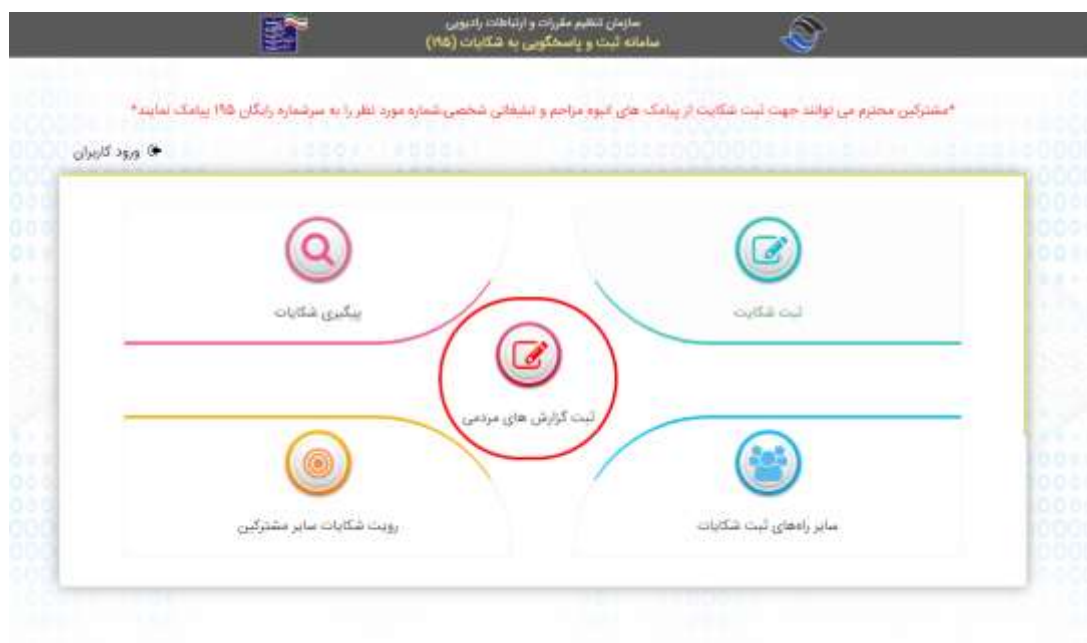 سازمان تنظیم مقررات و ارتباطات رادیویی
سامانه ثبت و پاسخگویی به شکایات (۱۹۵)
*مشترکین محترم می توانند جهت ثبت شکایت از پیامک های انبوه مزاحم و تبلیغاتی شخصی،شماره مورد نظر را به سرشماره رایگان ۱۹۵ پیامک نمایند*
ورود کاربران
ثبت شکایت
پیگیری شکایات
ثبت گزارش های مردمی
سایر راه‌های ثبت شکایات
رویت شکایات سایر مشترکین